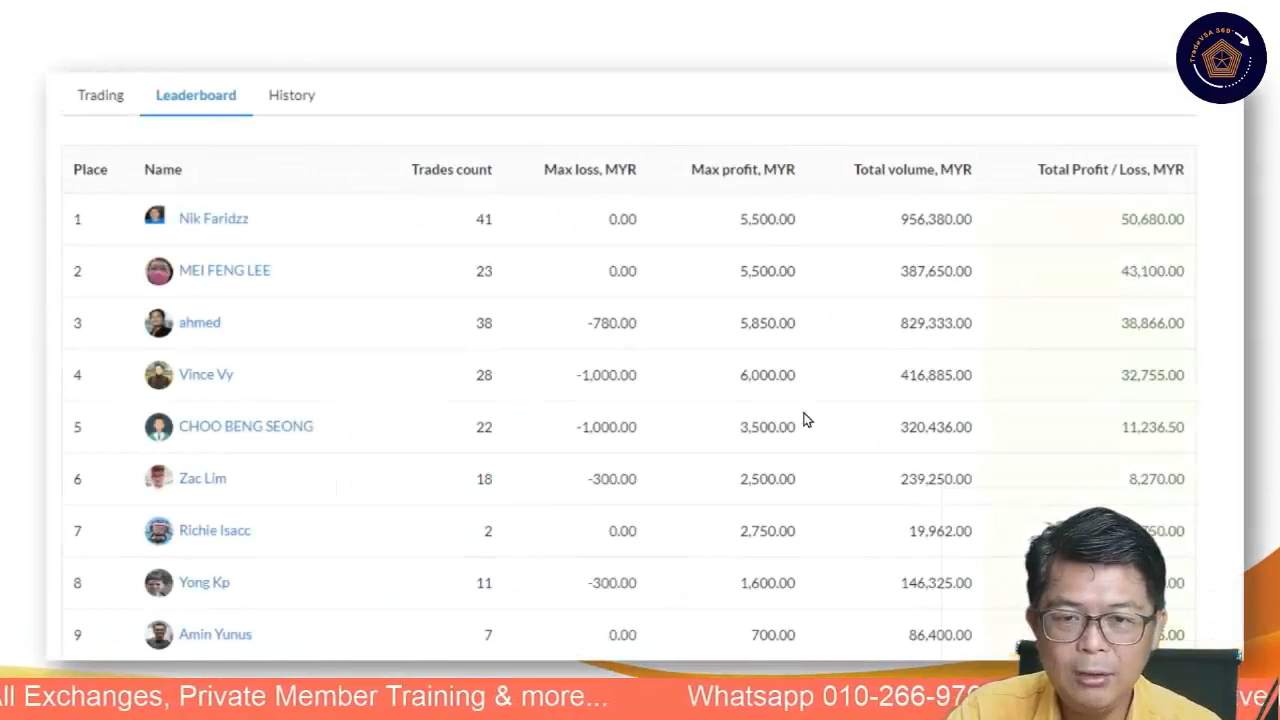 TradeVSA 360°
Trading Leaderboard History
Place Name Trades count Max loss, MYR Max profit, MYR Total volume, MYR Total Profit / Loss, MYR
1 Nik Faridzz 41 0.00 5,500.00 956,380.00 50,680.00
2 MEI FENG LEE 23 0.00 5,500.00 387,650.00 43,100.00
3 ahmed 38 -780.00 5,850.00 829,333.00 38,866.00
4 Vince Vy 28 -1,000.00 6,000.00 416,885.00 32,755.00
5 CHOO BENG SEONG 22 -1,000.00 3,500.00 320,436.00 11,236.50
6 Zac Lim 18 -300.00 2,500.00 239,250.00 8,270.00
7 Richie Isacc 2 0.00 2,750.00 19,962.00
8 Yong Kp 11 -300.00 1,600.00 146,325.00
9 Amin Yunus 7 0.00 700.00 86,400.00
All Exchanges, Private Member Training & more... Whatsapp 010-266-97